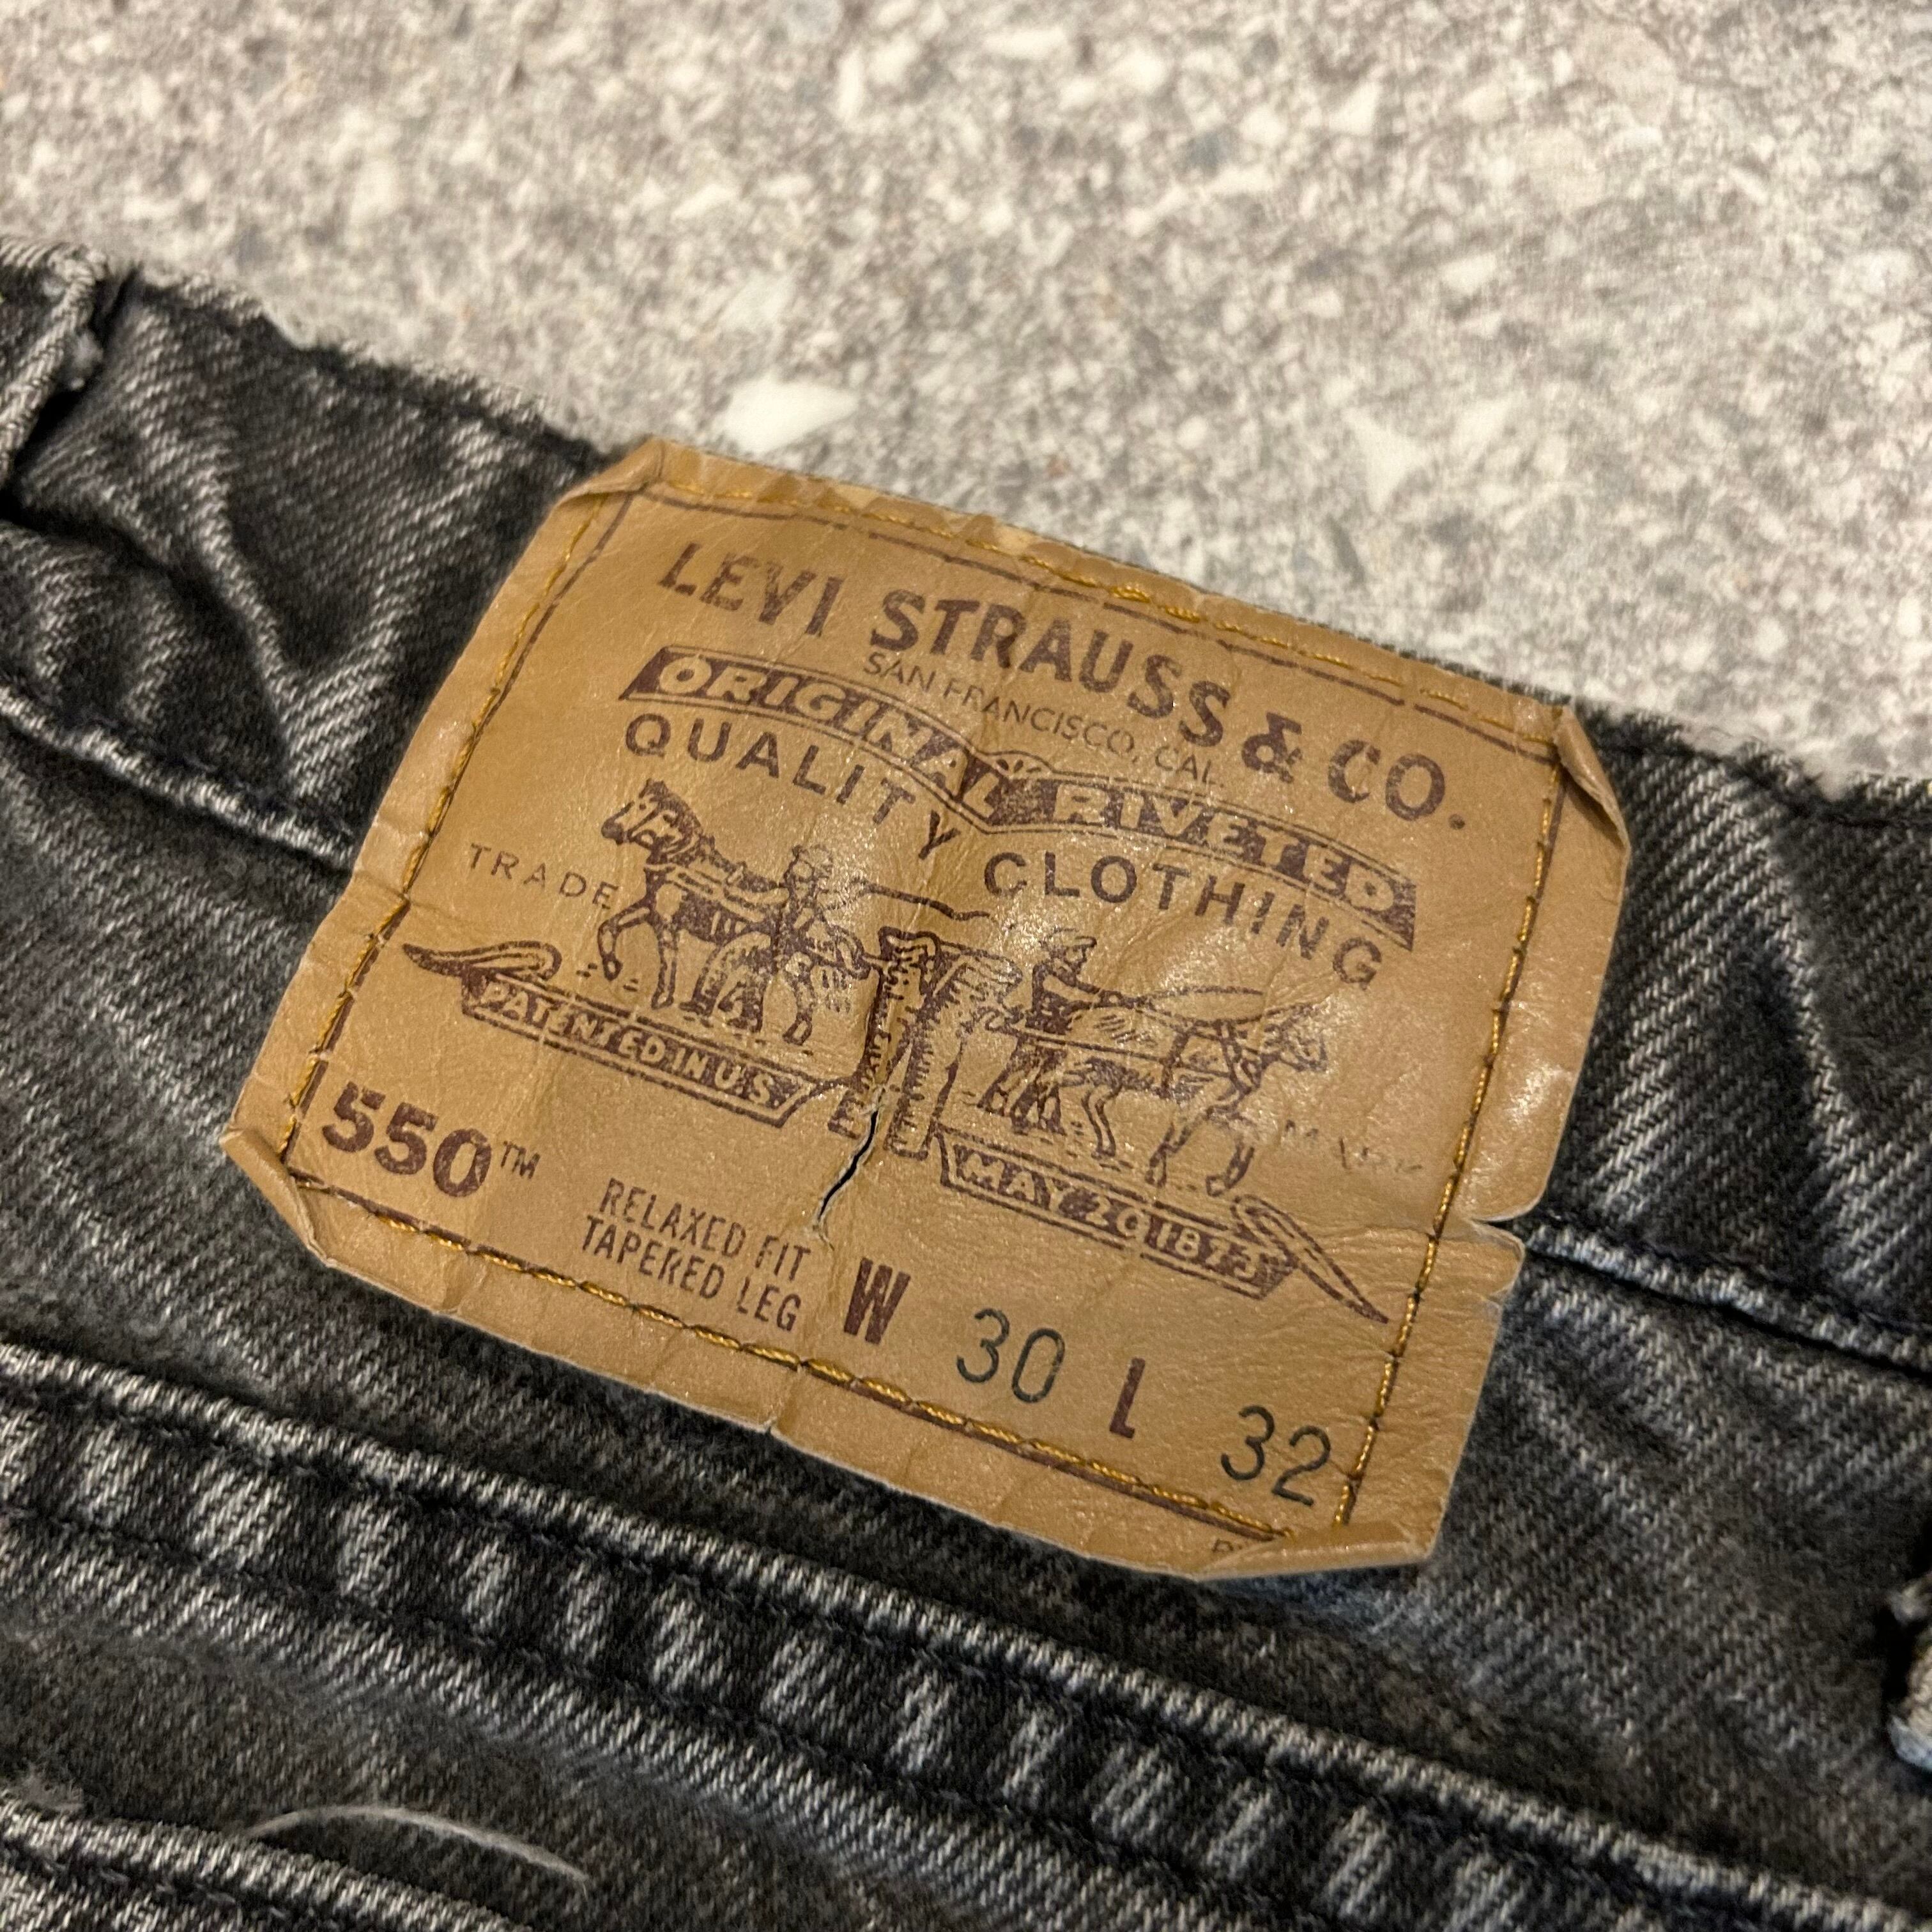 LEVI STRAUSS & CO.
SAN FRANCISCO, CAL.
ORIGINAL RIVETED
QUALITY CLOTHING
TRADE MARK
PATENTED IN U.S.
MAY 20 1873
550™
RELAXED FIT
TAPERED LEG
W 30 L 32